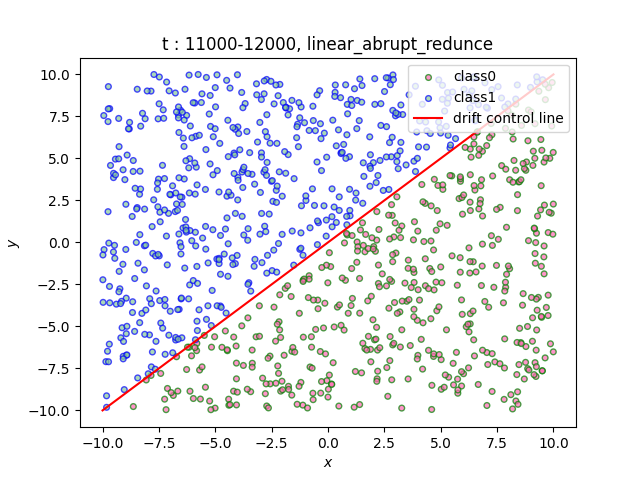 t : 11000-12000, linear_abrupt_redunce
class0
class1
drift control line
10.0
7.5
5.0
2.5
0.0
−2.5
−5.0
−7.5
−10.0
y
−10.0 −7.5 −5.0 −2.5 0.0 2.5 5.0 7.5 10.0
x